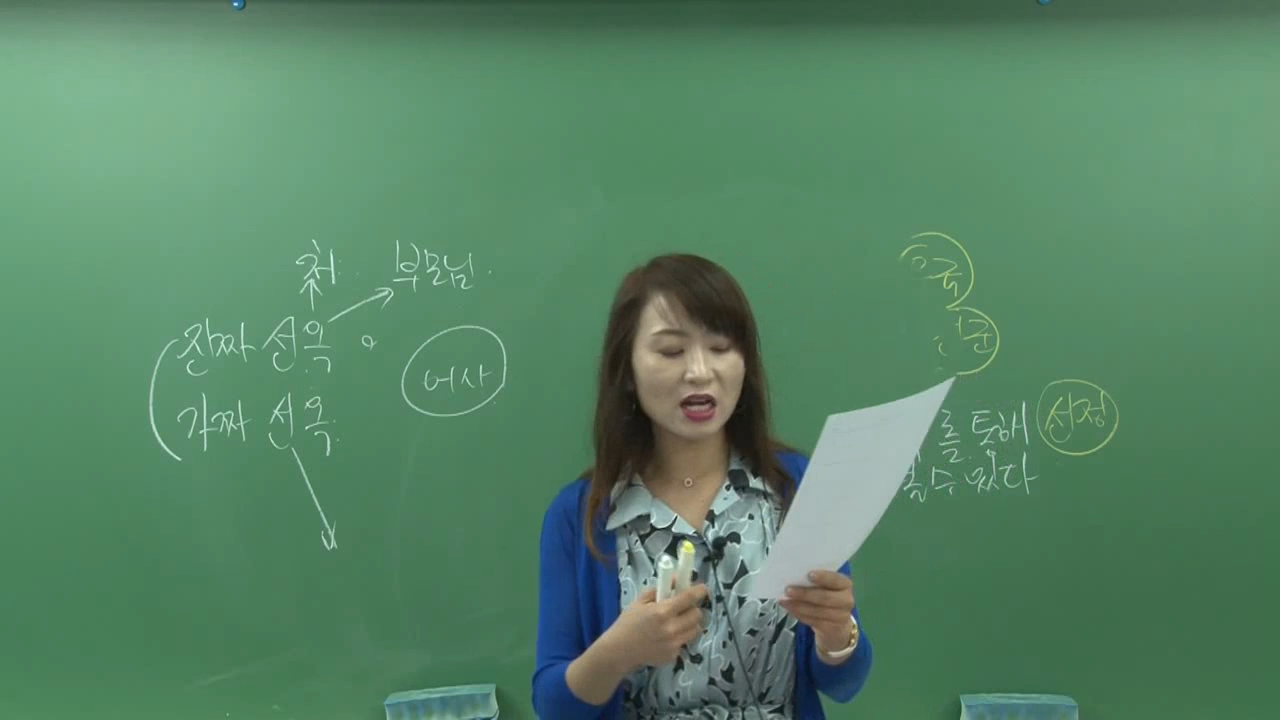 처. 부모님.
진짜 선옥
가짜 선옥.
어사
를 통해 선정
볼 수 있다